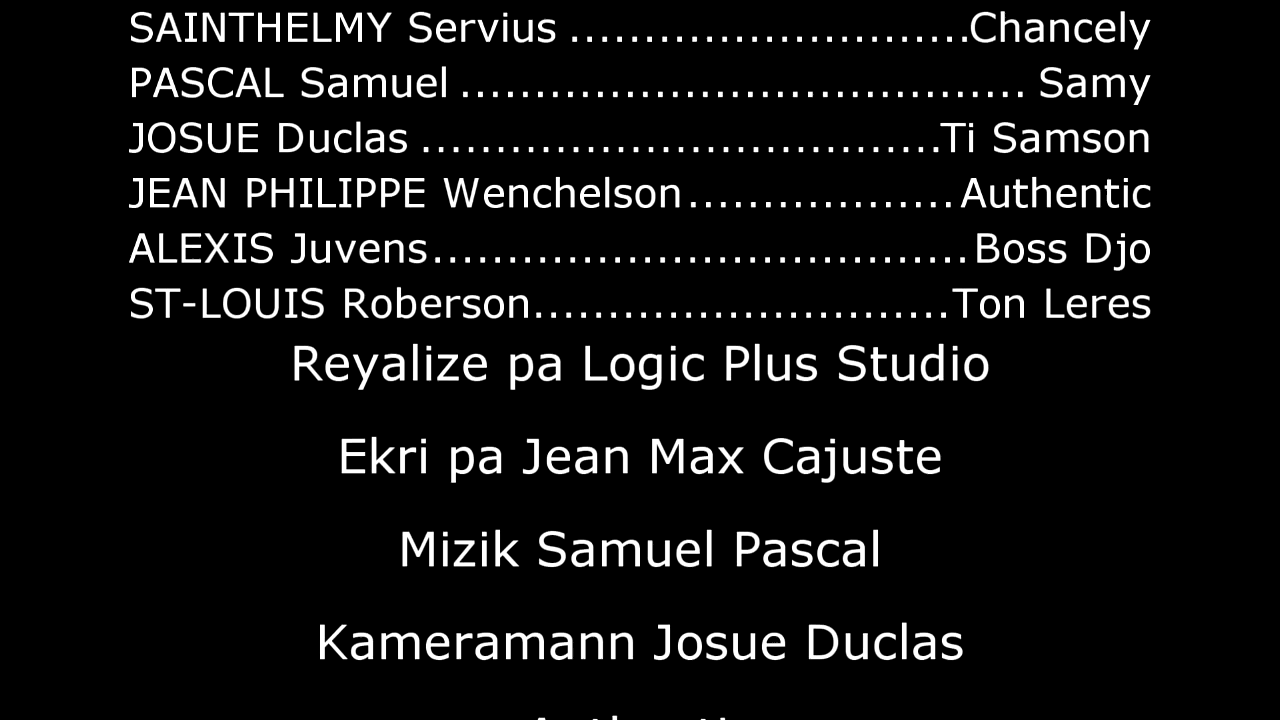 SAINTHELMY Servius ...........................Chancely
PASCAL Samuel ...................................... Samy
JOSUE Duclas ...................................Ti Samson
JEAN PHILIPPE Wenchelson.................. Authentic
ALEXIS Juvens.................................... Boss Djo
ST-LOUIS Roberson............................Ton Leres
Reyalize pa Logic Plus Studio
Ekri pa Jean Max Cajuste
Mizik Samuel Pascal
Kameramann Josue Duclas